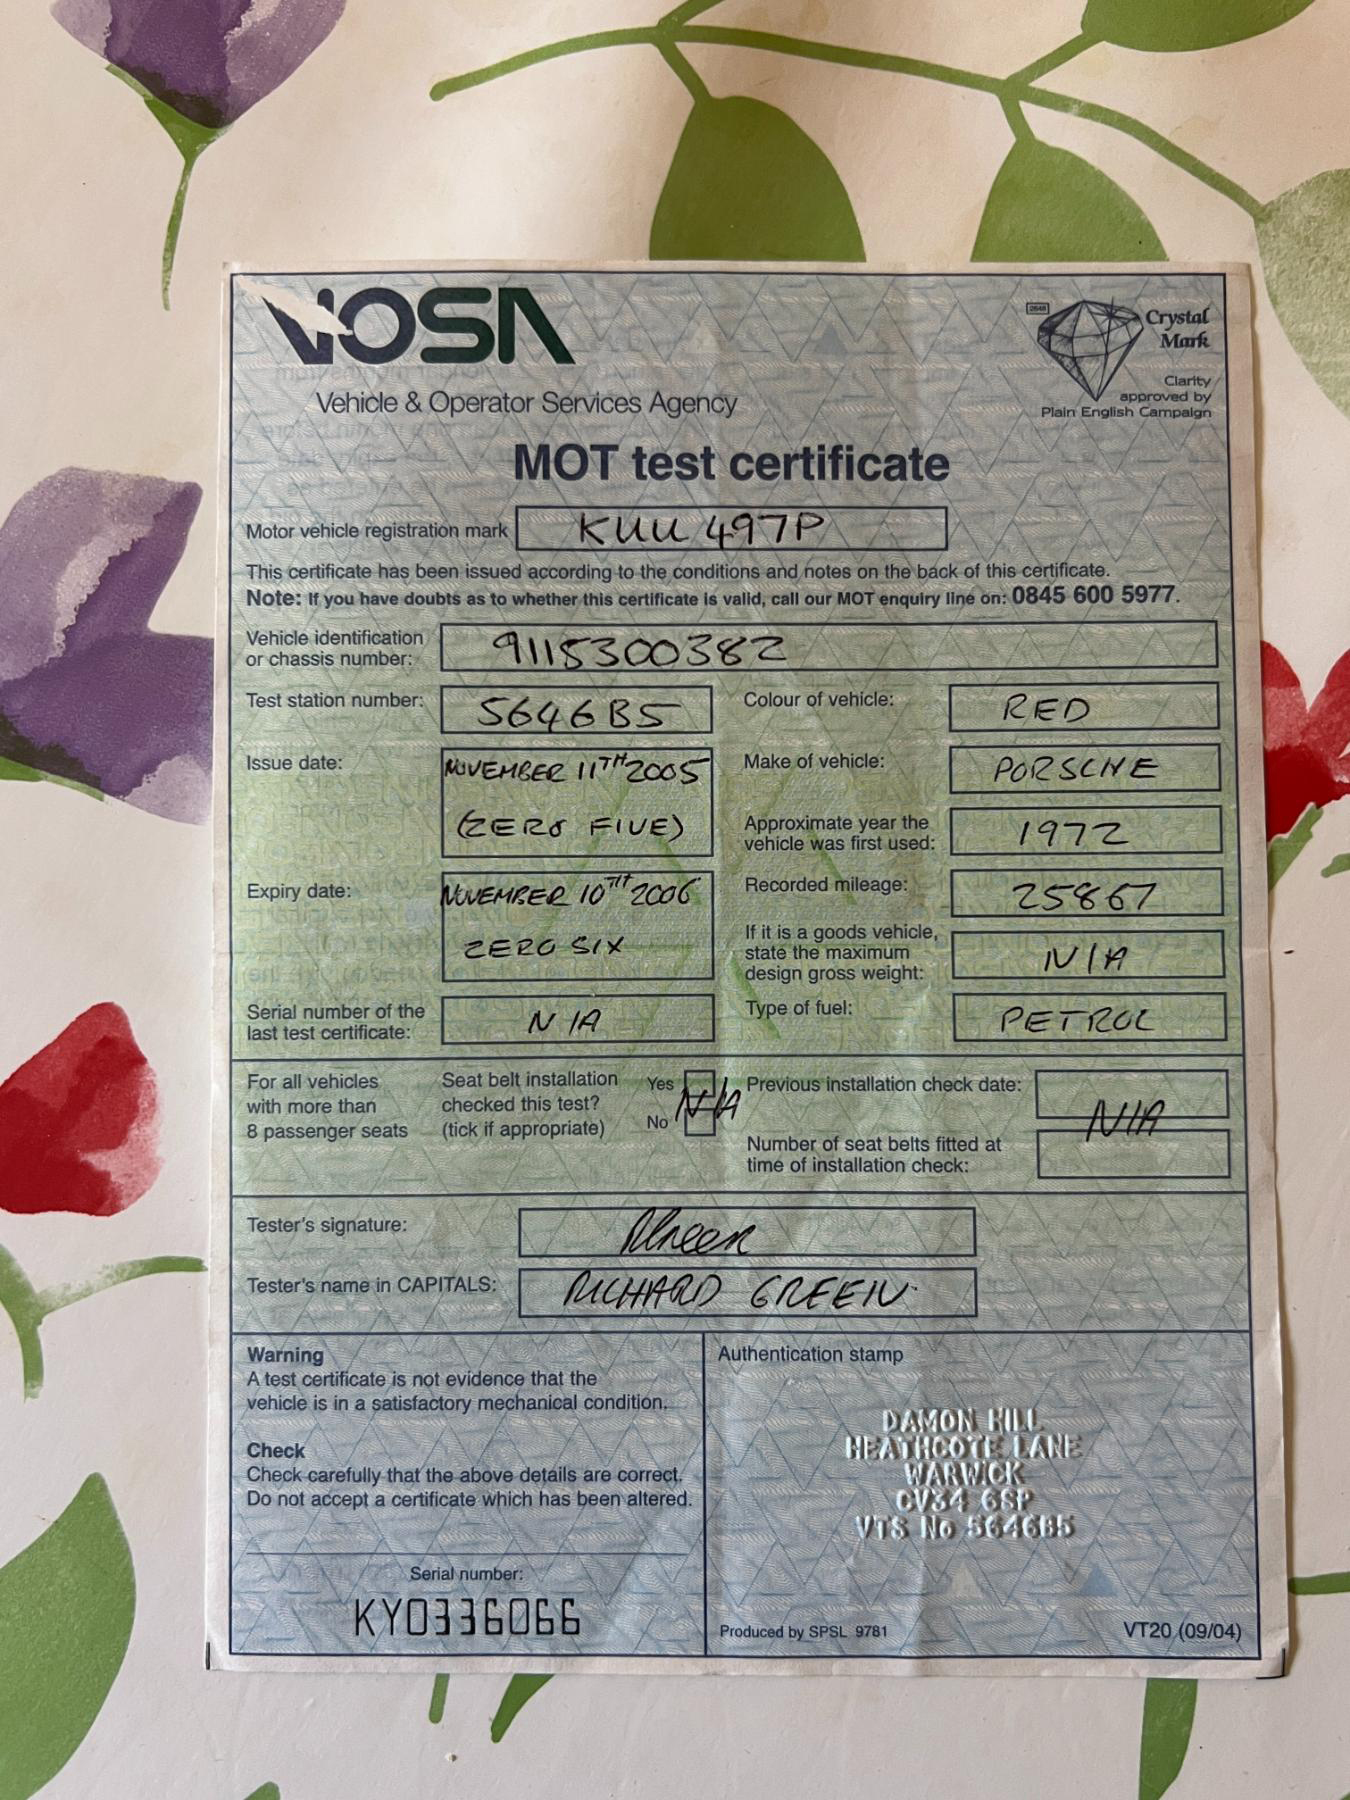 VOSA
2648
Crystal
Mark
Clarity
approved by
Plain English Campaign
Vehicle & Operator Services Agency
MOT test certificate
Motor vehicle registration mark KUU 497P
This certificate has been issued according to the conditions and notes on the back of this certificate.
Note: If you have doubts as to whether this certificate is valid, call our MOT enquiry line on: 0845 600 5977.
Vehicle identification
or chassis number: 9115300382
Test station number: 5646B5
Colour of vehicle: RED
Issue date: NOVEMBER 11TH 2005
(ZERO FIVE)
Make of vehicle: PORSCHE
Approximate year the
vehicle was first used: 1972
Expiry date: NOVEMBER 10TH 2006
ZERO SIX
Recorded mileage: 25867
If it is a goods vehicle,
state the maximum
design gross weight: N/A
Serial number of the
last test certificate: N/A
Type of fuel: PETROL
For all vehicles
with more than
8 passenger seats
Seat belt installation
checked this test?
(tick if appropriate)
Yes
No
N/A
Previous installation check date:
N/A
Number of seat belts fitted at
time of installation check:
Tester's signature: RGreen
Tester's name in CAPITALS: RICHARD GREEN
Warning
A test certificate is not evidence that the
vehicle is in a satisfactory mechanical condition.
Check
Check carefully that the above details are correct.
Do not accept a certificate which has been altered.
Serial number:
KY0336066
Authentication stamp
DAMON HILL
HEATHCOTE LANE
WARWICK
CV34 6SP
VTS No 5646B5
Produced by SPSL 9781
VT20 (09/04)